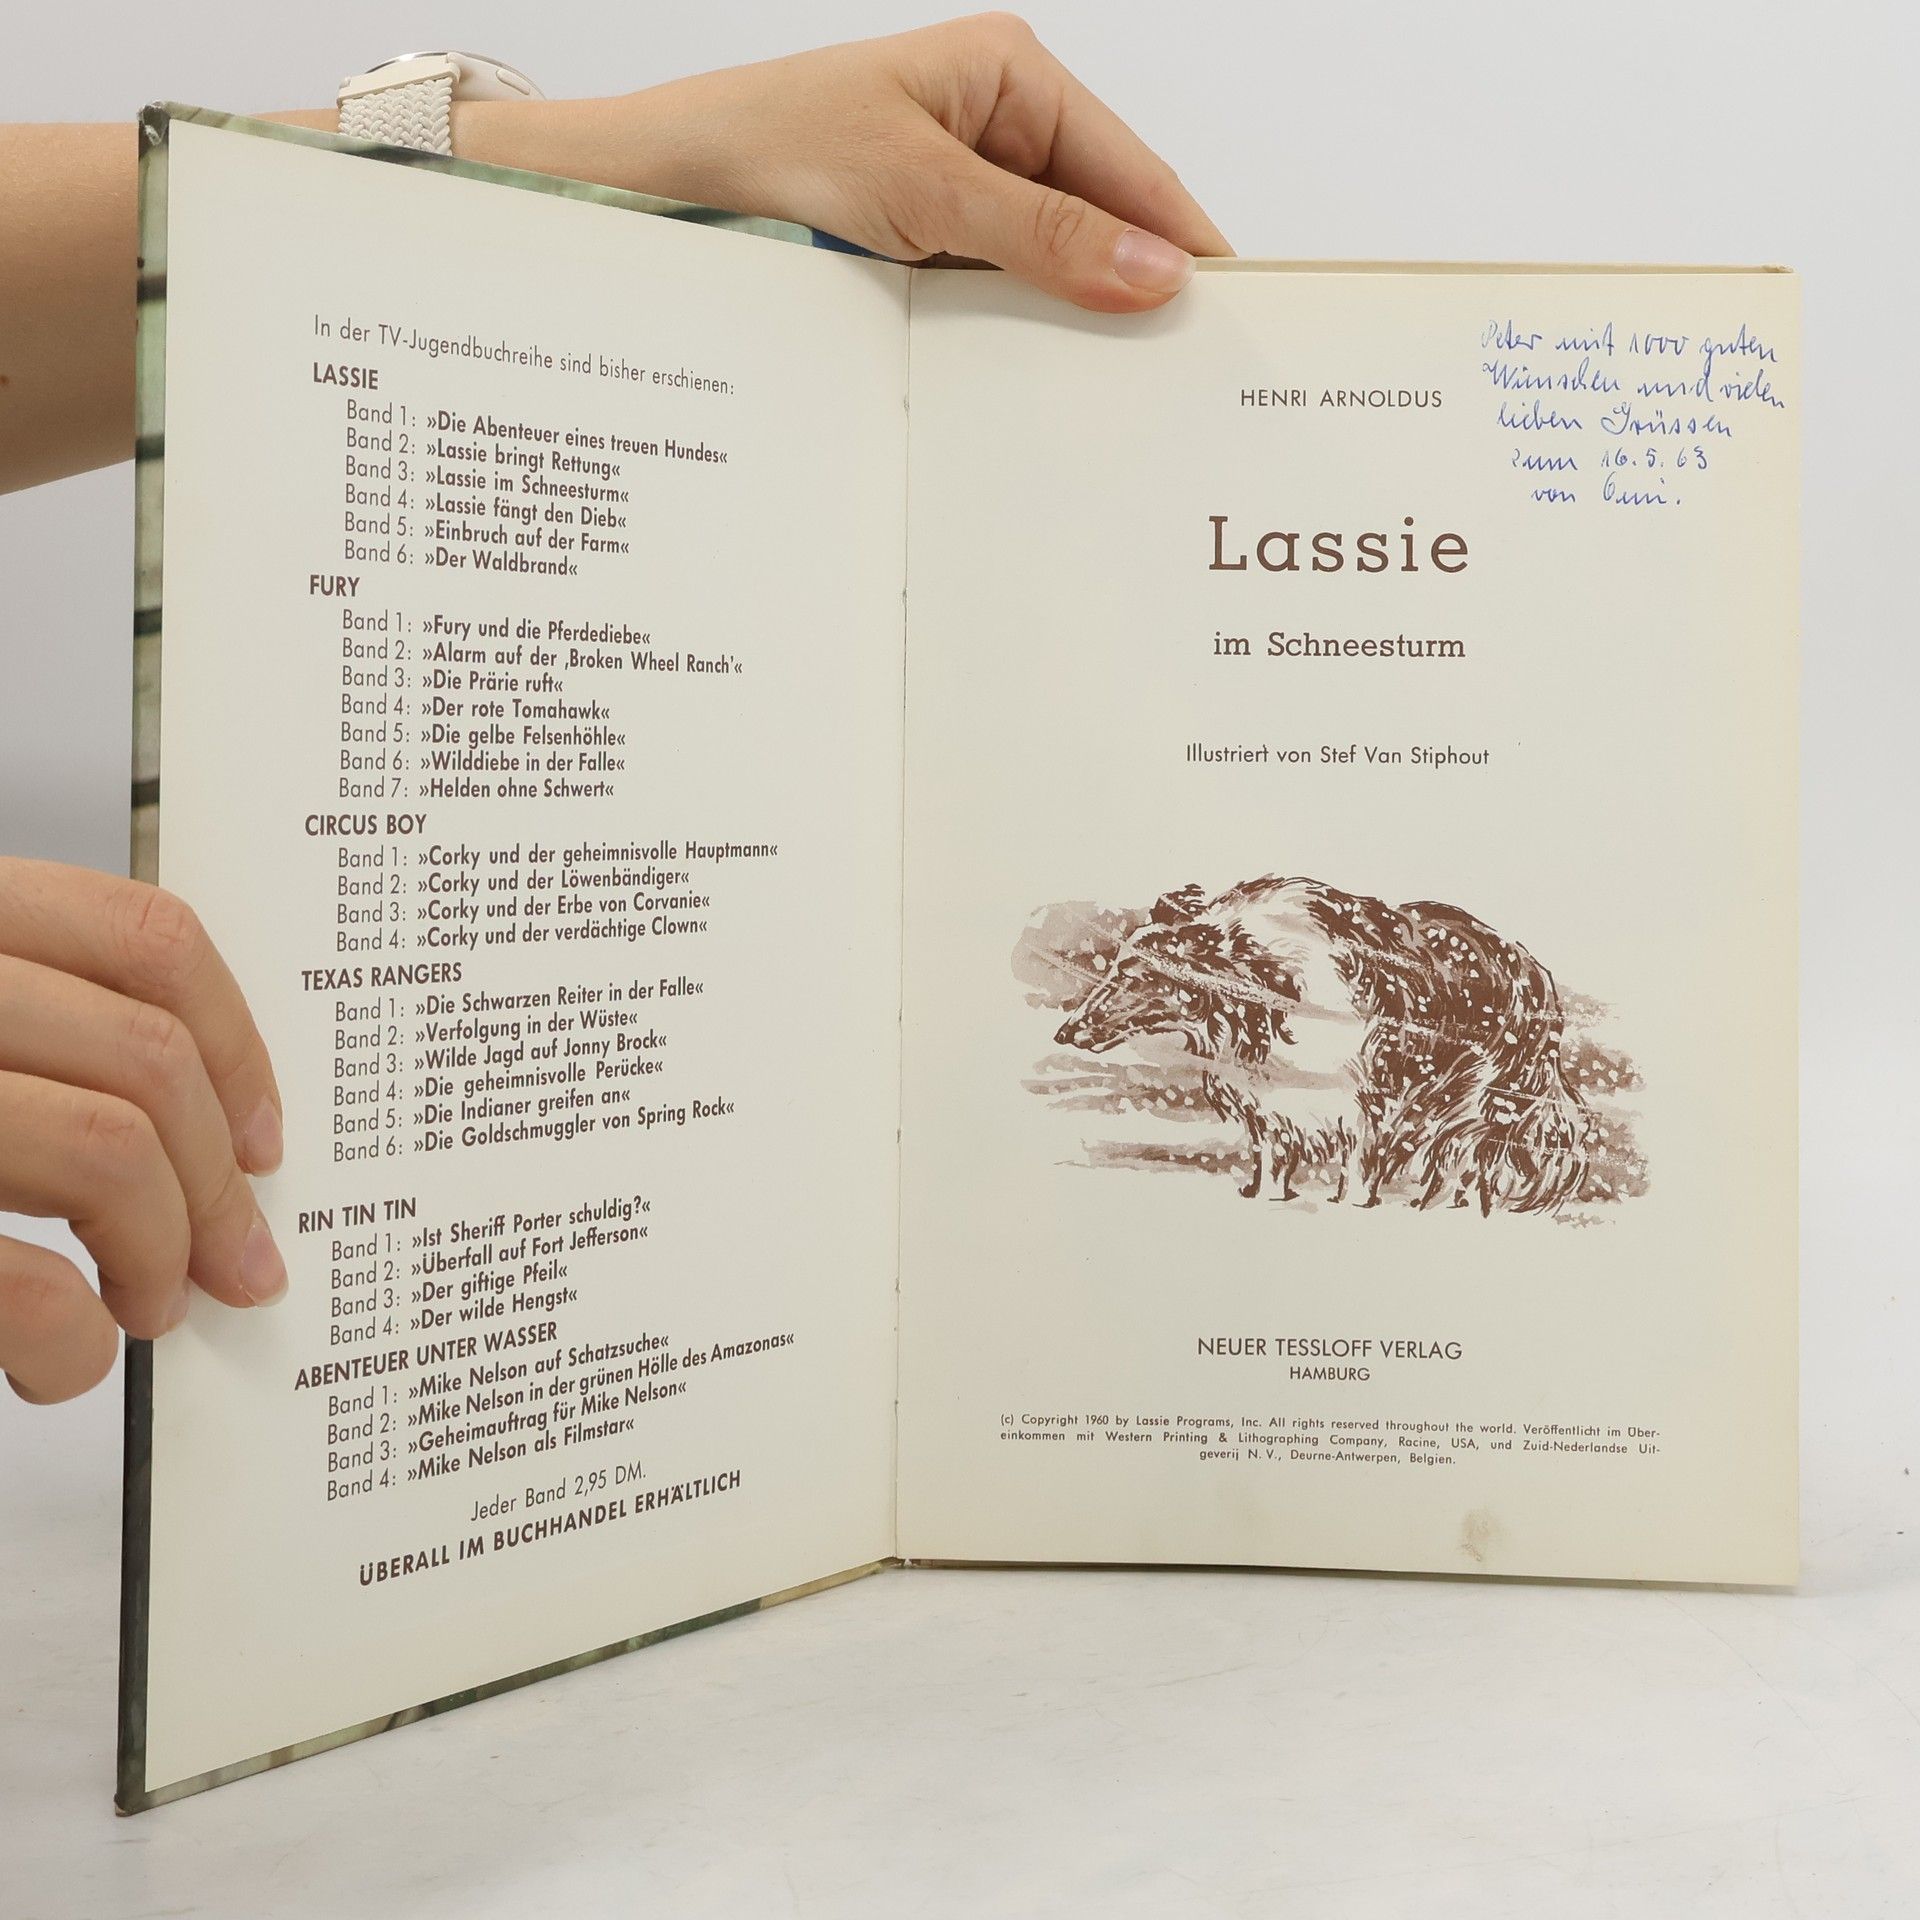 In der TV-Jugendbuchreihe sind bisher erschienen:
LASSIE
Band 1: »Die Abenteuer eines treuen Hundes«
Band 2: »Lassie bringt Rettung«
Band 3: »Lassie im Schneesturm«
Band 4: »Lassie fängt den Dieb«
Band 5: »Einbruch auf der Farm«
Band 6: »Der Waldbrand«
FURY
Band 1: »Fury und die Pferdediebe«
Band 2: »Alarm auf der ‚Broken Wheel Ranch'«
Band 3: »Die Prärie ruft«
Band 4: »Der rote Tomahawk«
Band 5: »Die gelbe Felsenhöhle«
Band 6: »Wilddiebe in der Falle«
Band 7: »Helden ohne Schwert«
CIRCUS BOY
Band 1: »Corky und der geheimnisvolle Hauptmann«
Band 2: »Corky und der Löwenbändiger«
Band 3: »Corky und der Erbe von Corvanie«
Band 4: »Corky und der verdächtige Clown«
TEXAS RANGERS
Band 1: »Die Schwarzen Reiter in der Falle«
Band 2: »Verfolgung in der Wüste«
Band 3: »Wilde Jagd auf Jonny Brock«
Band 4: »Die geheimnisvolle Perücke«
Band 5: »Die Indianer greifen an«
Band 6: »Die Goldschmuggler von Spring Rock«
RIN TIN TIN
Band 1: »Ist Sheriff Porter schuldig?«
Band 2: »Überfall auf Fort Jefferson«
Band 3: »Der giftige Pfeil«
Band 4: »Der wilde Hengst«
ABENTEUER UNTER WASSER
Band 1: »Mike Nelson auf Schatzsuche«
Band 2: »Mike Nelson in der grünen Hölle des Amazonas«
Band 3: »Geheimauftrag für Mike Nelson«
Band 4: »Mike Nelson als Filmstar«
Jeder Band 2,95 DM.
ÜBERALL IM BUCHHANDEL ERHÄLTLICH
Peter mit 1000 guten
Wünschen und vielen
lieben Grüssen
zum 16.5.63
von
HENRI ARNOLDUS
Lassie
im Schneesturm
Illustriert von Stef Van Stiphout
NEUER TESSLOFF VERLAG
HAMBURG
(c) Copyright 1960 by Lassie Programs, Inc. All rights reserved throughout the world. Veröffentlicht im Über-
einkommen mit Western Printing & Lithographing Company, Racine, USA, und Zuid-Nederlandse Uit-
geverij N. V., Deurne-Antwerpen, Belgien.